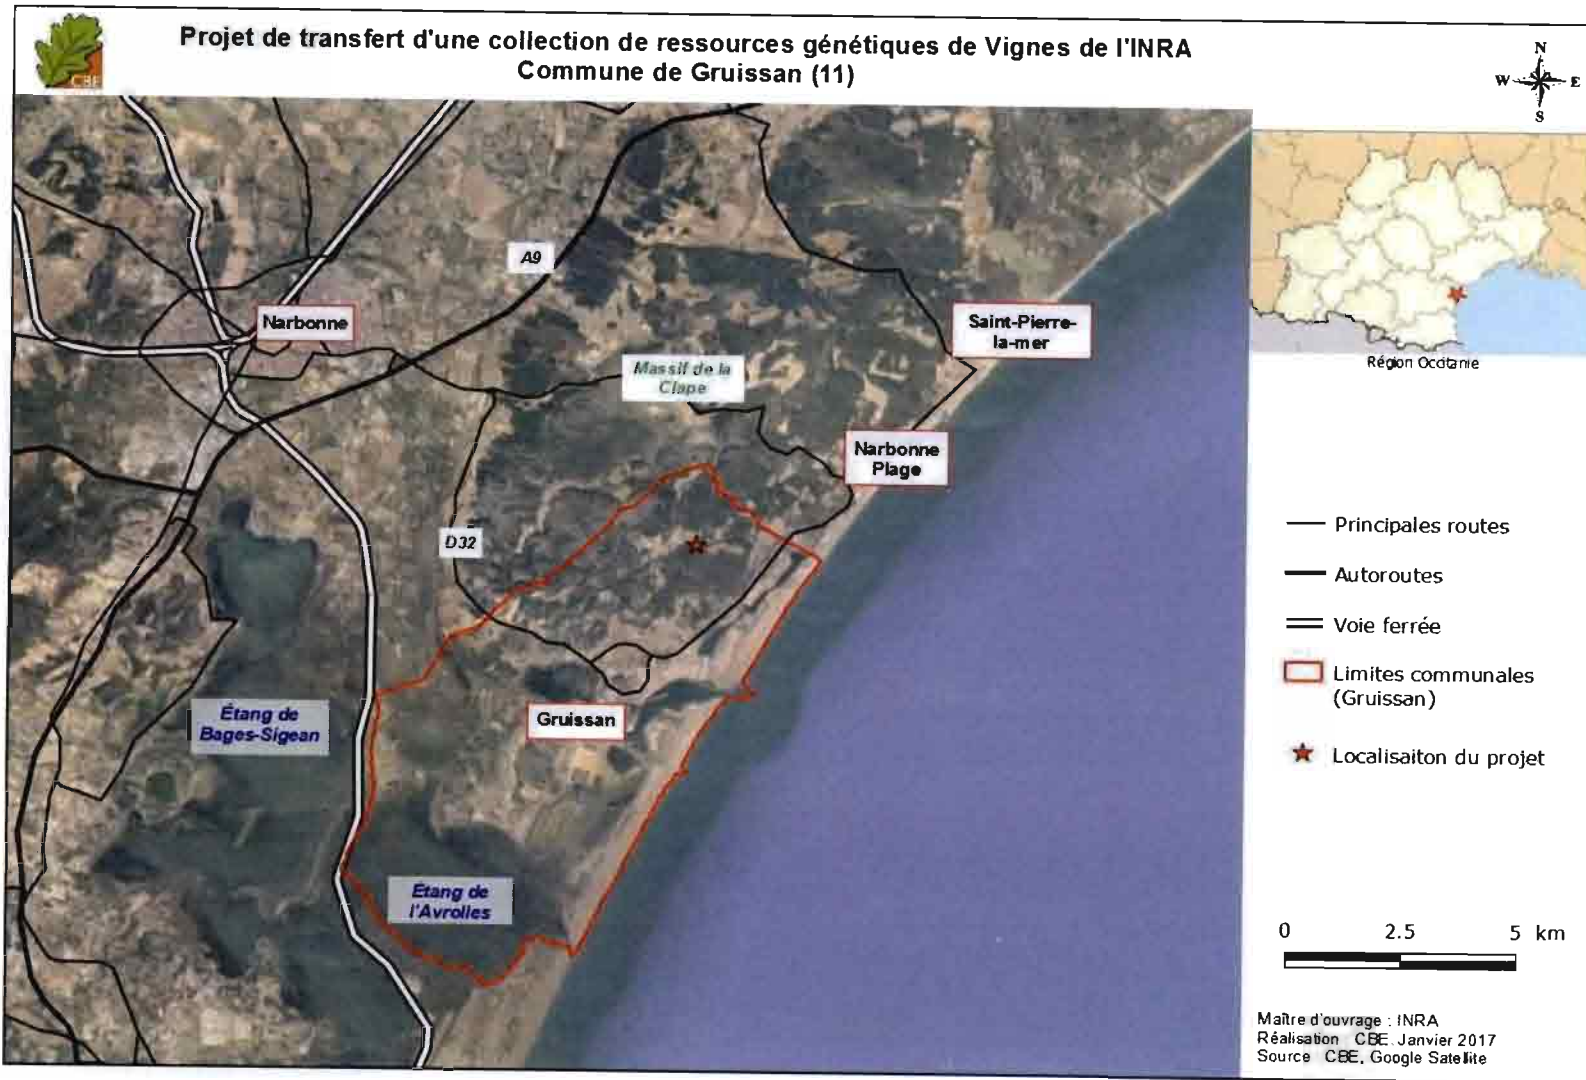 CBE
Projet de transfert d'une collection de ressources génétiques de Vignes de l'INRA
Commune de Gruissan (11)
N
W E
S
A9
Narbonne
Saint-Pierre-
la-mer
Massif de la
Clape
Narbonne
Plage
D32
Étang de
Bages-Sigean
Gruissan
Étang de
l'Avrolles
Région Occitanie
Principales routes
Autoroutes
Voie ferrée
Limites communales
(Gruissan)
Localisaiton du projet
0 2.5 5 km
Maître d'ouvrage : INRA
Réalisation CBE. Janvier 2017
Source CBE, Google Satellite